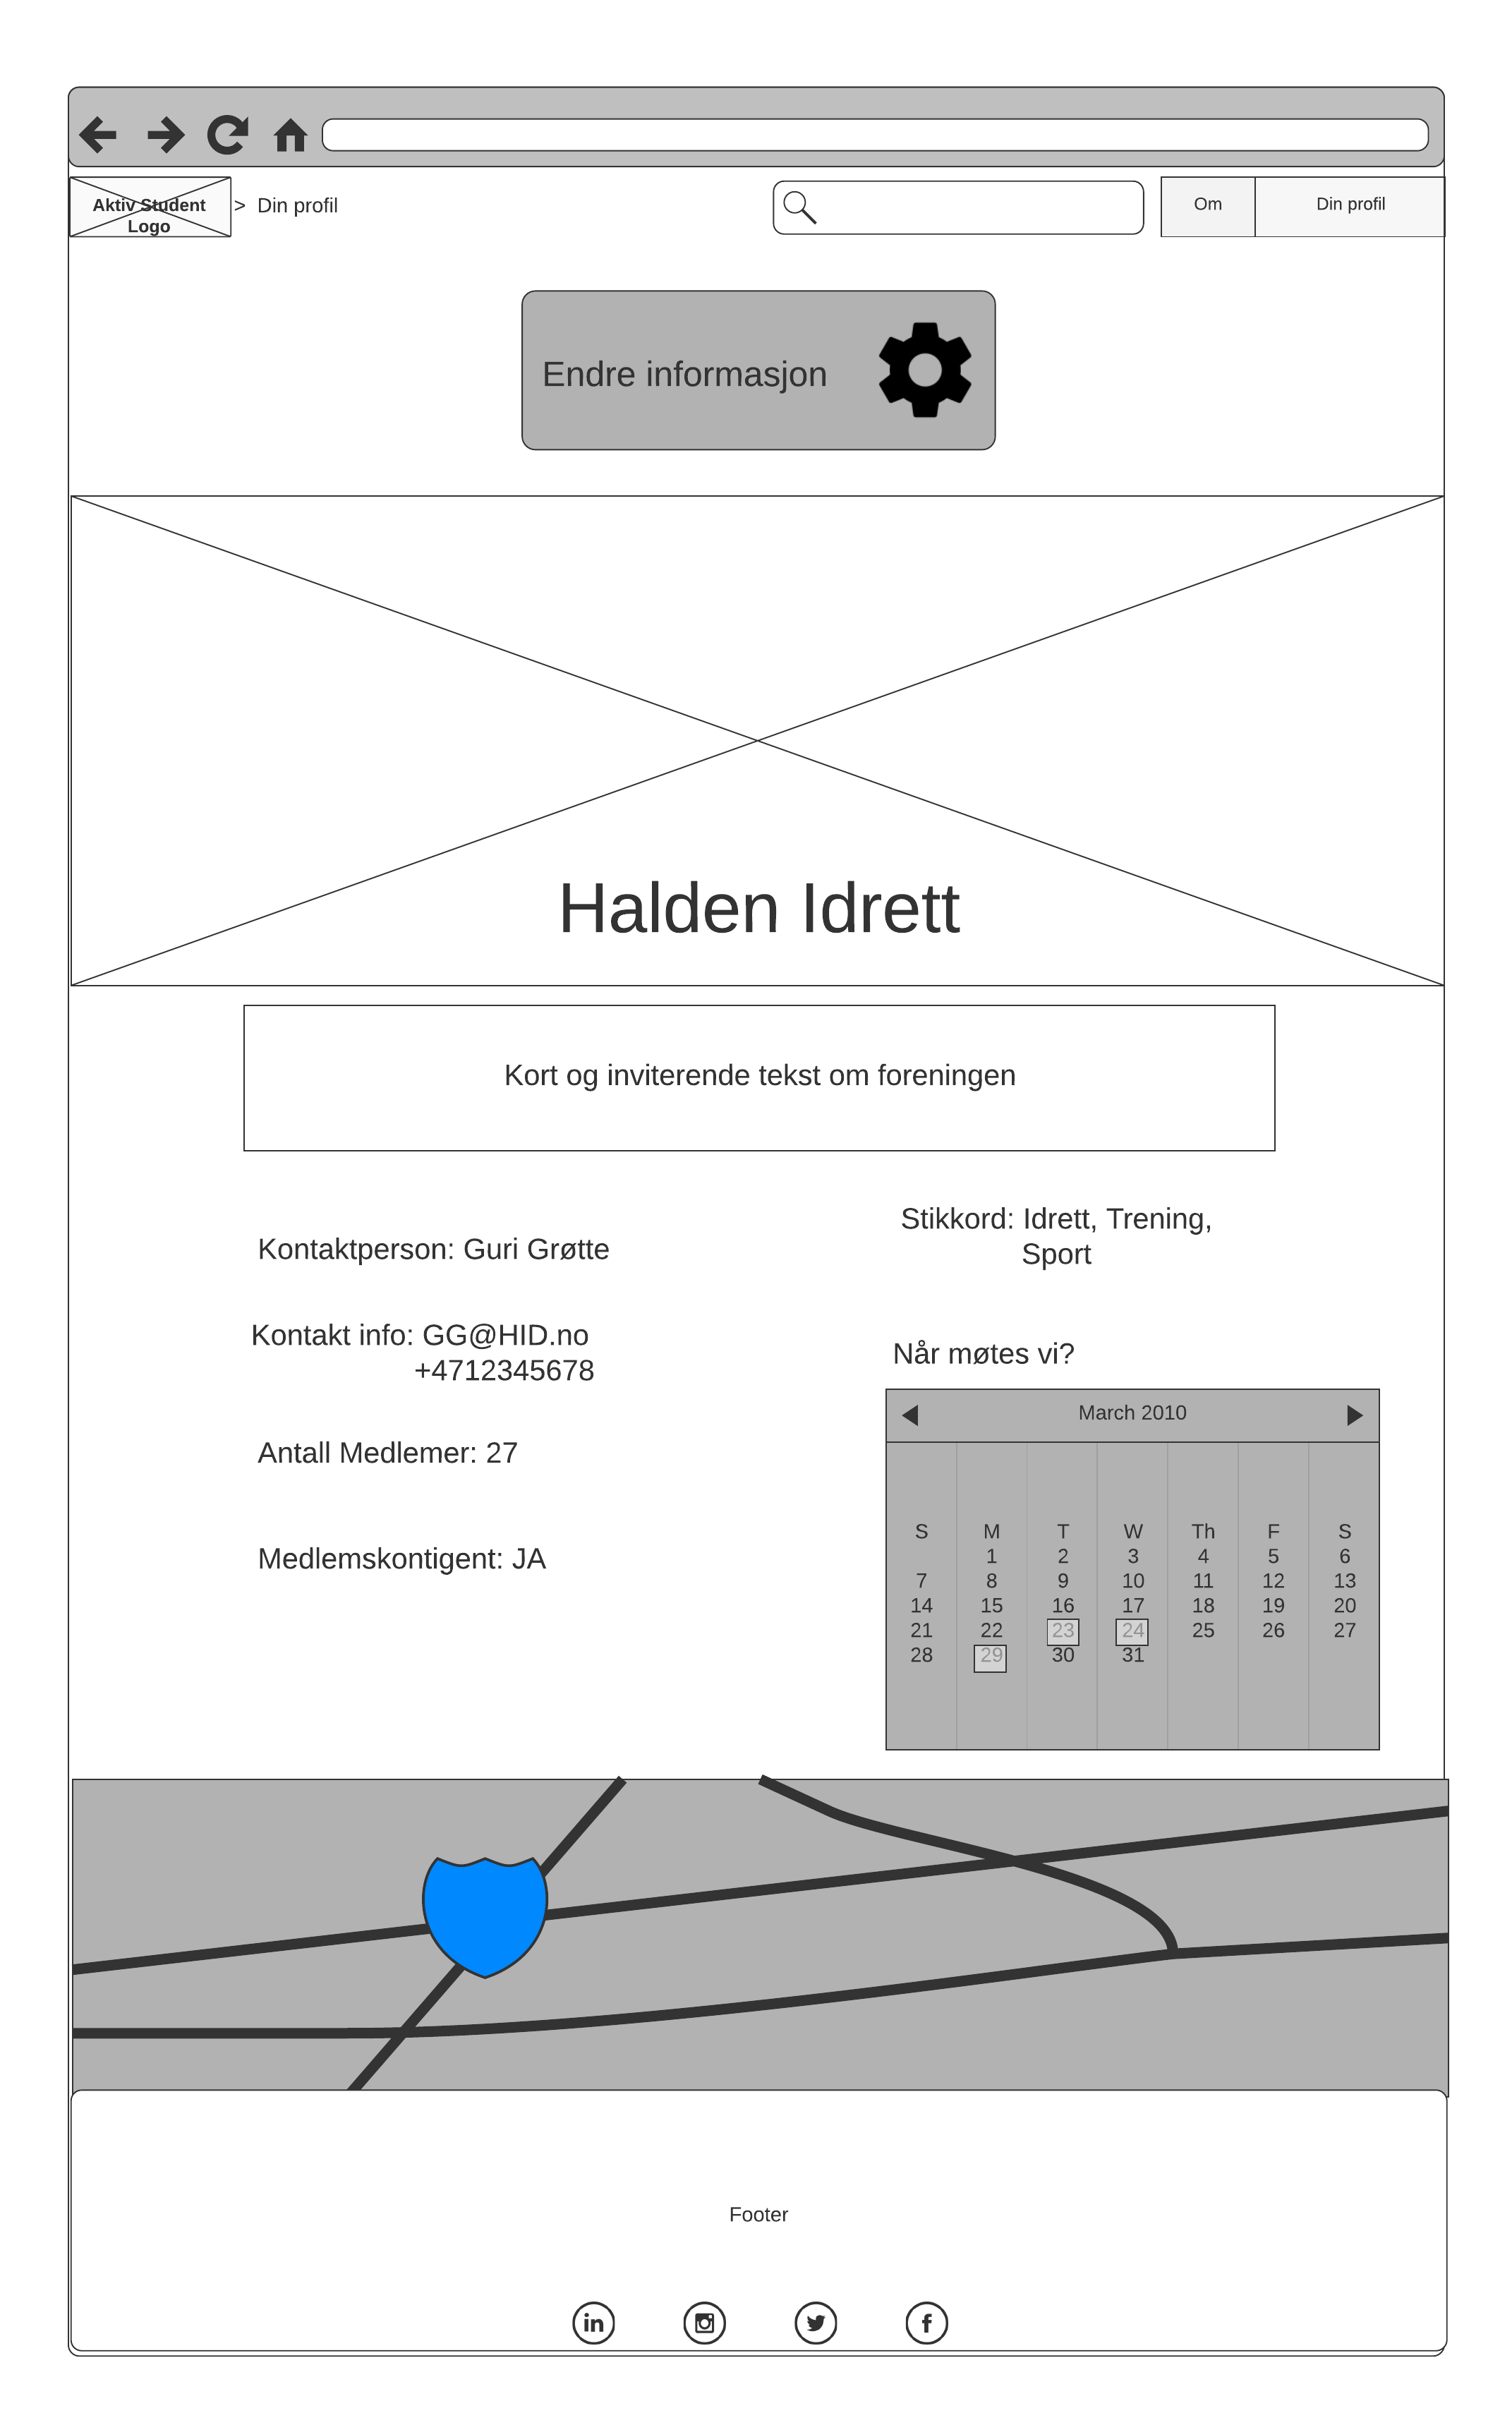 Aktiv Student
Logo
> Din profil
Om
Din profil
Endre informasjon
Halden Idrett
Kort og inviterende tekst om foreningen
Kontaktperson: Guri Grøtte
Kontakt info: GG@HID.no
+4712345678
Antall Medlemer: 27
Medlemskontigent: JA
Stikkord: Idrett, Trening,
Sport
Når møtes vi?
March 2010
S M T W Th F S
1 2 3 4 5 6
7 8 9 10 11 12 13
14 15 16 17 18 19 20
21 22 23 24 25 26 27
28 29 30 31
Footer